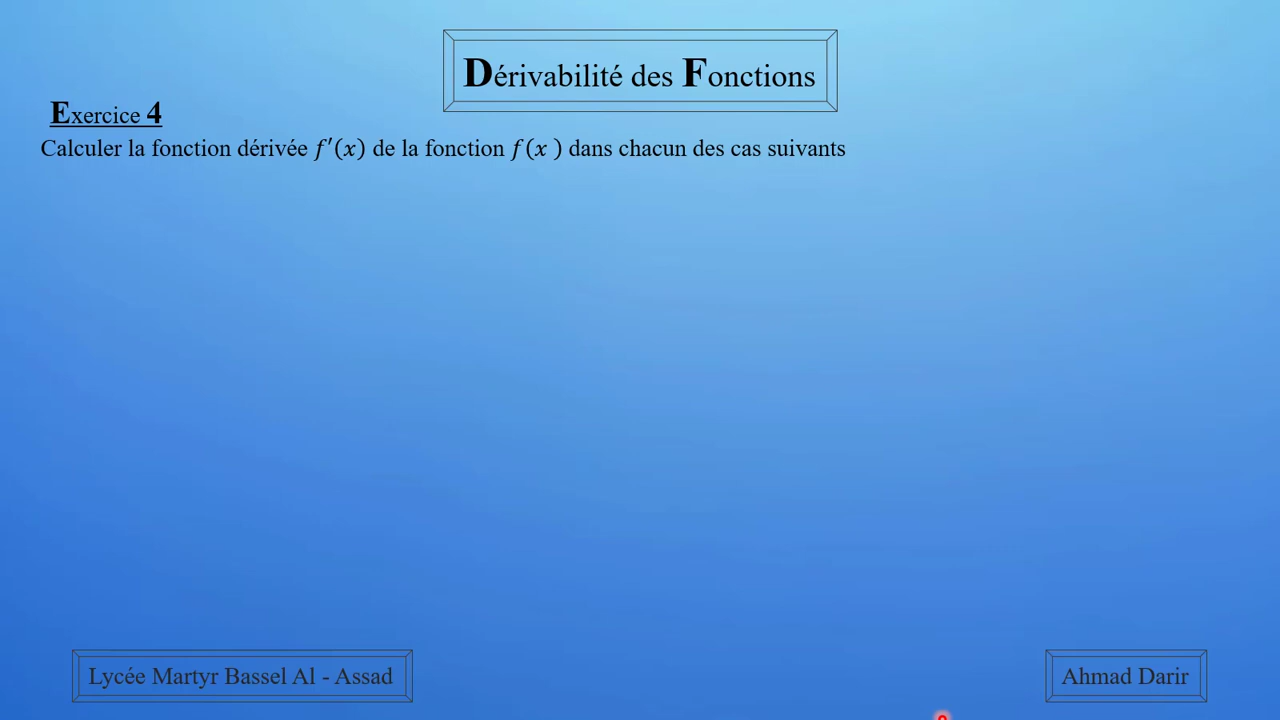 Dérivabilité des Fonctions
Exercice 4
Calculer la fonction dérivée f′(x) de la fonction f(x ) dans chacun des cas suivants
Lycée Martyr Bassel Al - Assad
Ahmad Darir